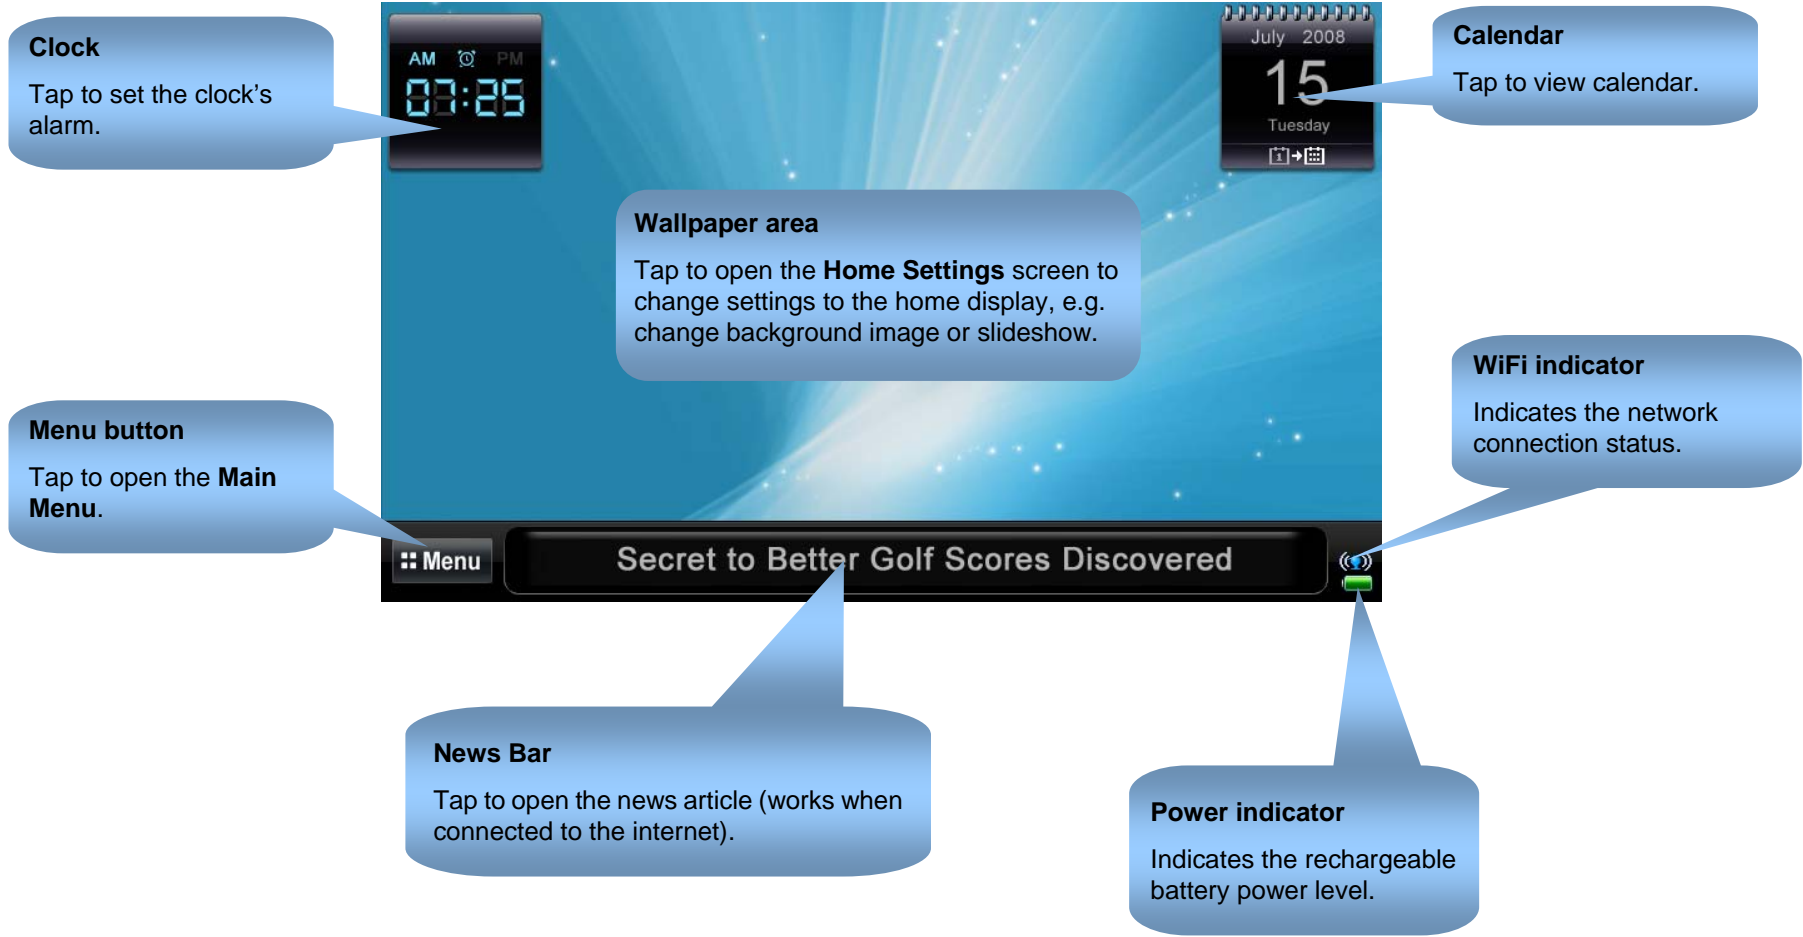 Clock
Tap to set the clock's
alarm.
AM PM
07:25
July 2008
15
Tuesday
1
Calendar
Tap to view calendar.
Wallpaper area
Tap to open the Home Settings screen to
change settings to the home display, e.g.
change background image or slideshow.
WiFi indicator
Indicates the network
connection status.
Menu button
Tap to open the Main
Menu.
Menu
Secret to Better Golf Scores Discovered
News Bar
Tap to open the news article (works when
connected to the internet).
Power indicator
Indicates the rechargeable
battery power level.